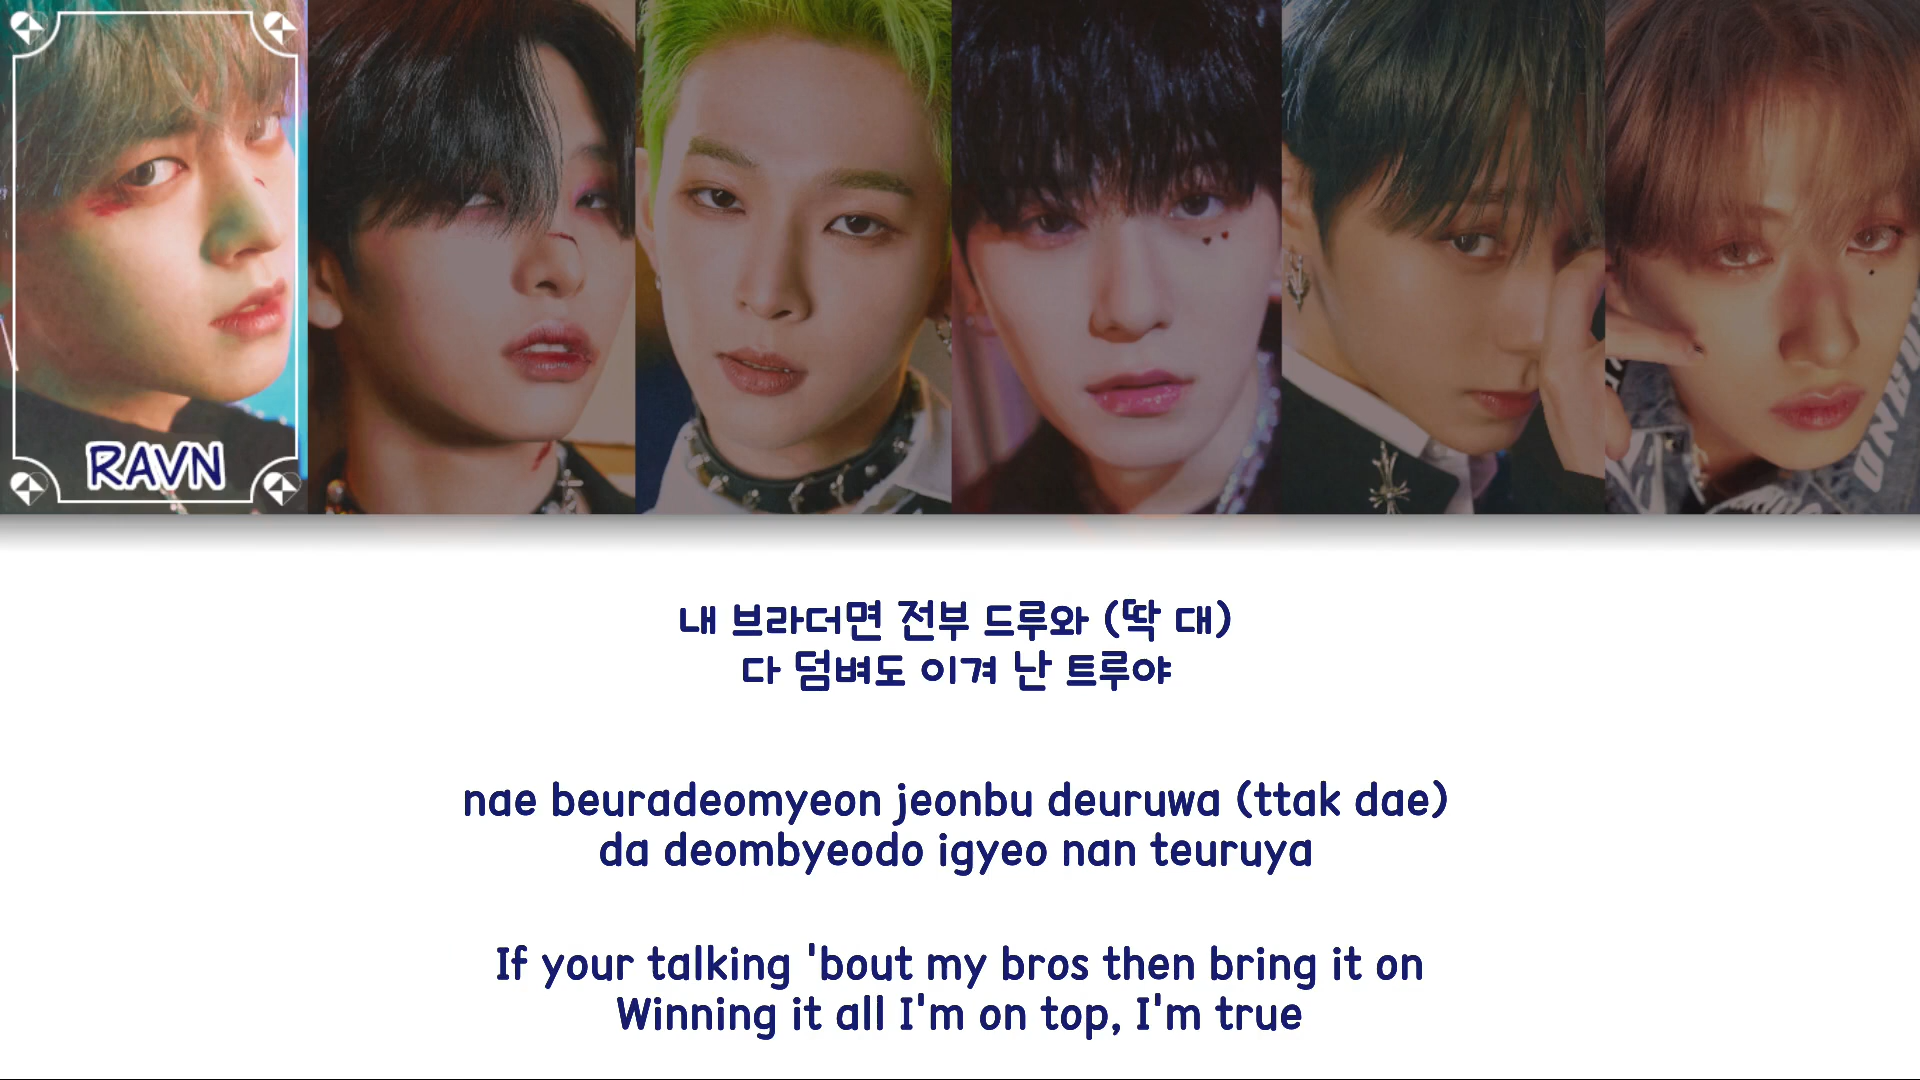 RAVN
내 브라더면 전부 드루와 (딱 대)
다 덤벼도 이겨 난 트루야
nae beuradeomyeon jeonbu deuruwa (ttak dae)
da deombyeodo igyeo nan teuruya
If your talking 'bout my bros then bring it on
Winning it all I'm on top, I'm true